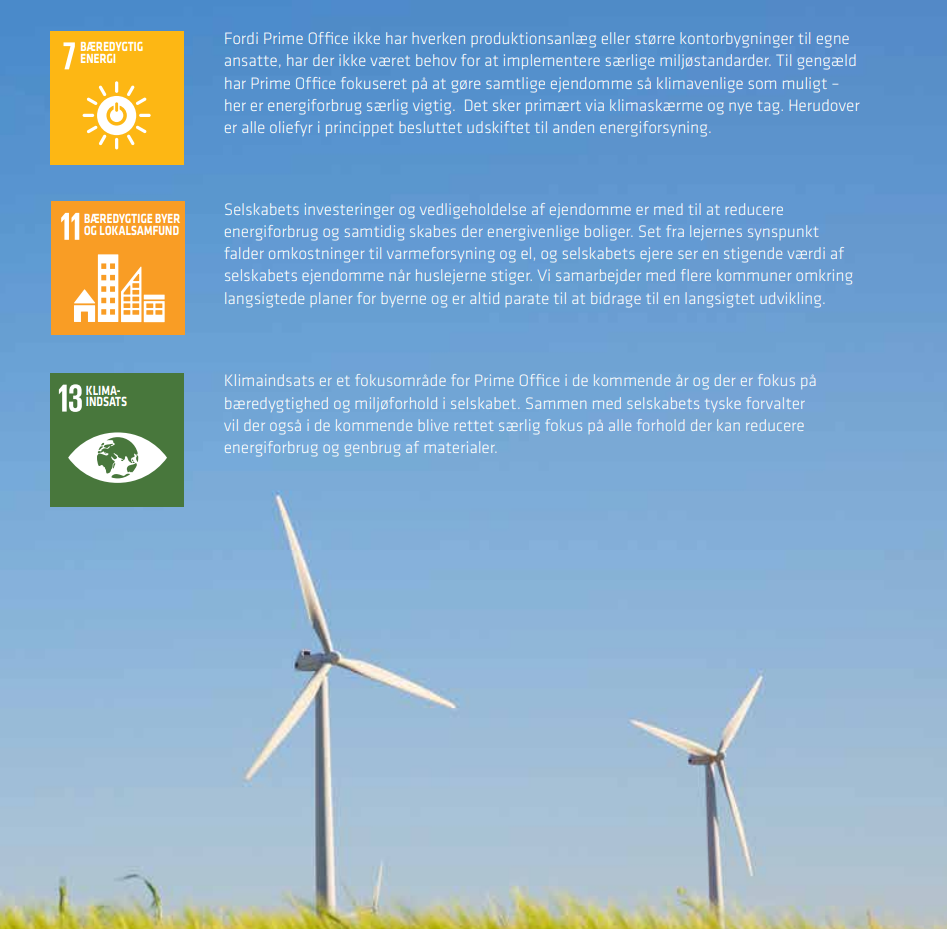 7 BÆREDYGTIG
ENERGI
Fordi Prime Office ikke har hverken produktionsanlæg eller større kontorbygninger til egne
ansatte, har der ikke været behov for at implementere særlige miljøstandarder. Til gengæld
har Prime Office fokuseret på at gøre samtlige ejendomme så klimavenlige som muligt –
her er energiforbrug særlig vigtig.  Det sker primært via klimaskærme og nye tag. Herudover
er alle oliefyr i princippet besluttet udskiftet til anden energiforsyning.
11 BÆREDYGTIGE BYER
OG LOKALSAMFUND
Selskabets investeringer og vedligeholdelse af ejendomme er med til at reducere
energiforbrug og samtidig skabes der energivenlige boliger. Set fra lejernes synspunkt
falder omkostninger til varmeforsyning og el, og selskabets ejere ser en stigende værdi af
selskabets ejendomme når huslejerne stiger. Vi samarbejder med flere kommuner omkring
langsigtede planer for byerne og er altid parate til at bidrage til en langsigtet udvikling.
13 KLIMA-
INDSATS
Klimaindsats er et fokusområde for Prime Office i de kommende år og der er fokus på
bæredygtighed og miljøforhold i selskabet. Sammen med selskabets tyske forvalter
vil der også i de kommende blive rettet særlig fokus på alle forhold der kan reducere
energiforbrug og genbrug af materialer.